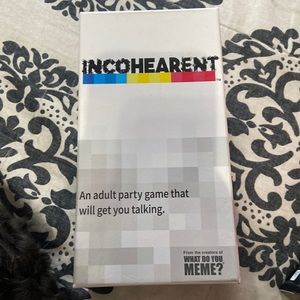 INCOHEARENT
An adult party game that
will get you talking.
From the creators of
WHAT DO YOU
MEME?